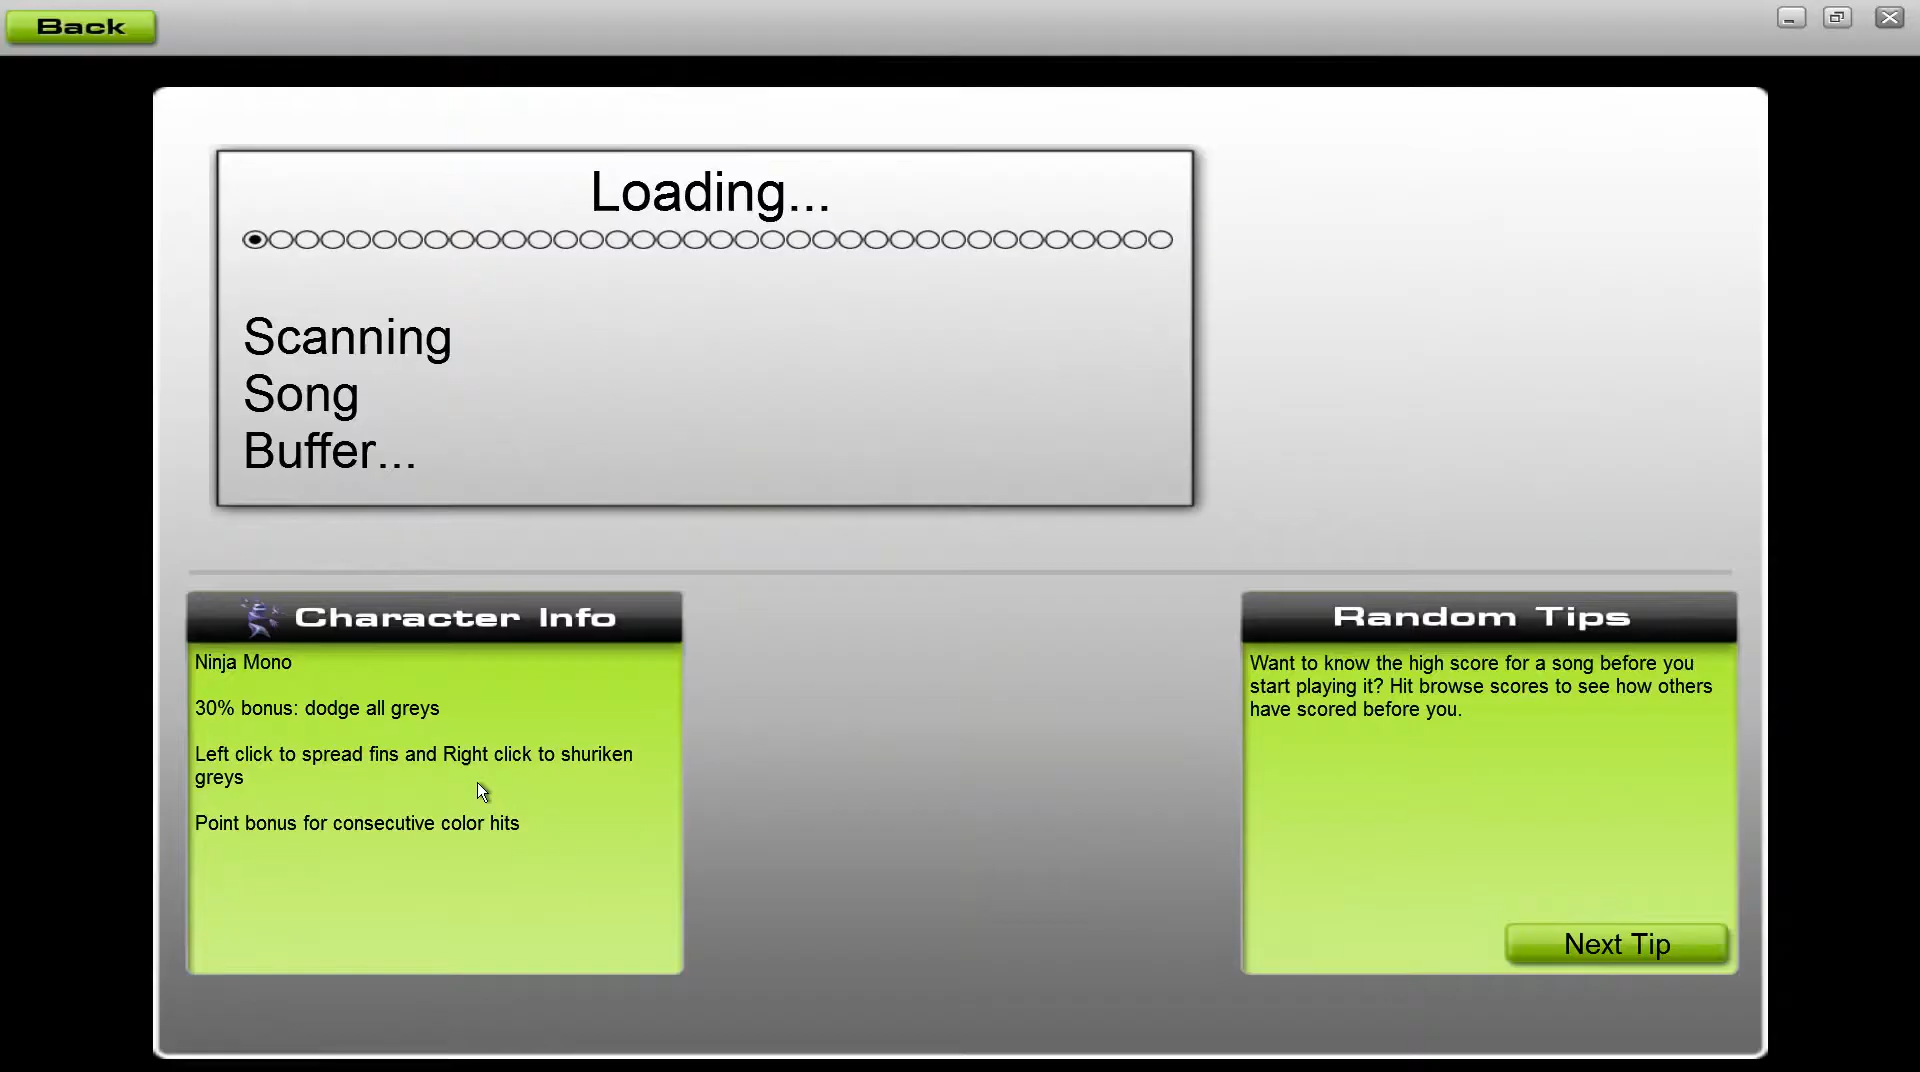 Back
Loading...
Scanning
Song
Buffer...
Character Info
Ninja Mono
30% bonus: dodge all greys
Left click to spread fins and Right click to shuriken
greys
Point bonus for consecutive color hits
Random Tips
Want to know the high score for a song before you
start playing it? Hit browse scores to see how others
have scored before you.
Next Tip